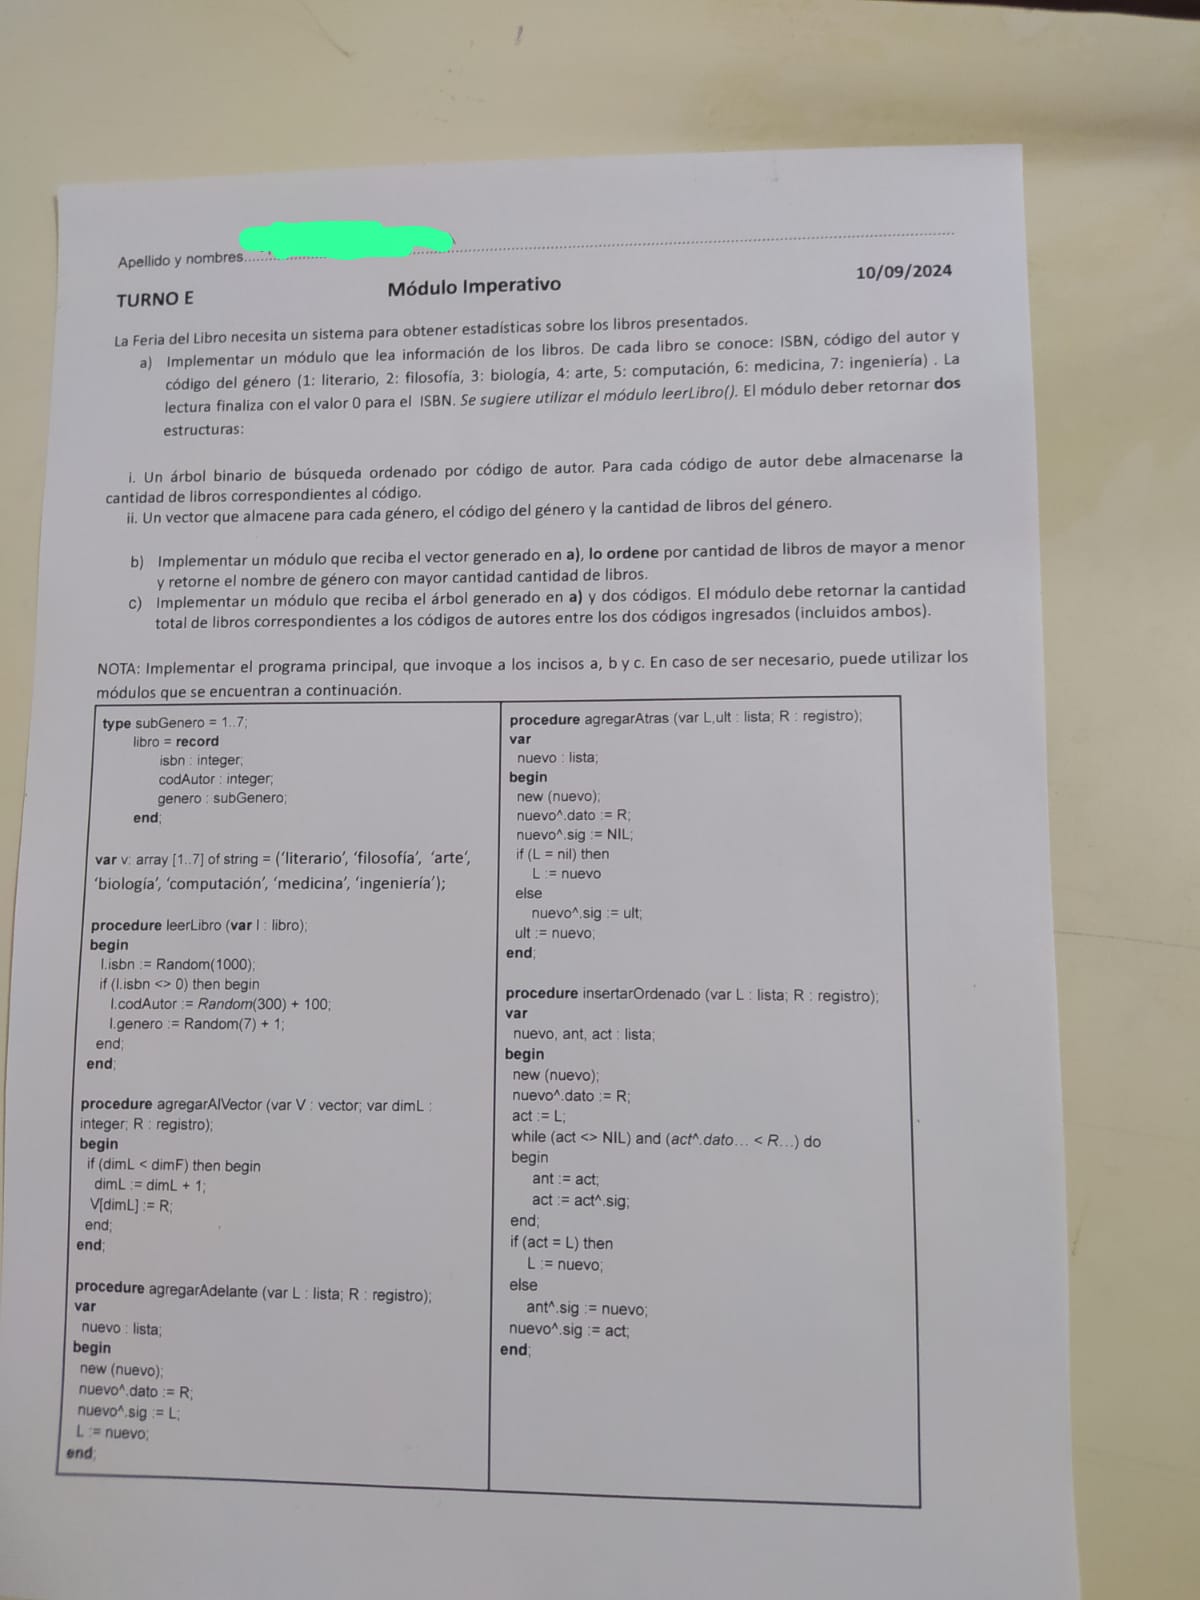 Apellido y nombres
TURNO E
Módulo Imperativo
10/09/2024
La Feria del Libro necesita un sistema para obtener estadísticas sobre los libros presentados.
a) Implementar un módulo que lea información de los libros. De cada libro se conoce: ISBN, código del autor y
código del género (1: literario, 2: filosofía, 3: biología, 4: arte, 5: computación, 6: medicina, 7: ingeniería) . La
lectura finaliza con el valor 0 para el ISBN. Se sugiere utilizar el módulo leerLibro(). El módulo deber retornar dos
estructuras:
i. Un árbol binario de búsqueda ordenado por código de autor. Para cada código de autor debe almacenarse la
cantidad de libros correspondientes al código.
ii. Un vector que almacene para cada género, el código del género y la cantidad de libros del género.
b) Implementar un módulo que reciba el vector generado en a), lo ordene por cantidad de libros de mayor a menor
y retorne el nombre de género con mayor cantidad cantidad de libros.
c) Implementar un módulo que reciba el árbol generado en a) y dos códigos. El módulo debe retornar la cantidad
total de libros correspondientes a los códigos de autores entre los dos códigos ingresados (incluidos ambos).
NOTA: Implementar el programa principal, que invoque a los incisos a, b y c. En caso de ser necesario, puede utilizar los
módulos que se encuentran a continuación.
type subGenero = 1..7;
libro = record
isbn : integer;
codAutor : integer;
genero : subGenero;
end;
var v: array [1..7] of string = (‘literario’, ‘filosofía’, ‘arte’,
‘biología’, ‘computación’, ‘medicina’, ‘ingeniería’);
procedure leerLibro (var l : libro);
begin
l.isbn := Random(1000);
if (l.isbn <> 0) then begin
l.codAutor := Random(300) + 100;
l.genero := Random(7) + 1;
end;
end;
procedure agregarAlVector (var V : vector; var dimL :
integer; R : registro);
begin
if (dimL < dimF) then begin
dimL := dimL + 1;
V[dimL] := R;
end;
end;
procedure agregarAdelante (var L : lista; R : registro);
var
nuevo : lista;
begin
new (nuevo);
nuevo^.dato := R;
nuevo^.sig := L;
L := nuevo;
end;
procedure agregarAtras (var L,ult : lista; R : registro);
var
nuevo : lista;
begin
new (nuevo);
nuevo^.dato := R;
nuevo^.sig := NIL;
if (L = nil) then
L := nuevo
else
nuevo^.sig := ult;
ult := nuevo;
end;
procedure insertarOrdenado (var L : lista; R : registro);
var
nuevo, ant, act : lista;
begin
new (nuevo);
nuevo^.dato := R;
act := L;
while (act <> NIL) and (act^.dato… < R…) do
begin
ant := act;
act := act^.sig;
end;
if (act = L) then
L := nuevo;
else
ant^.sig := nuevo;
nuevo^.sig := act;
end;